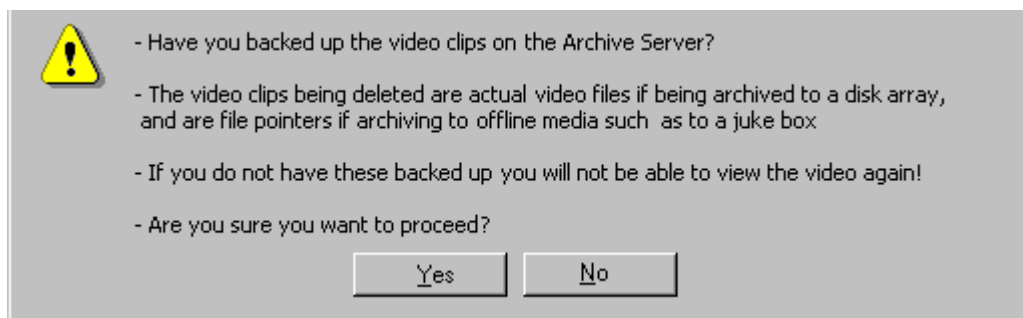 - Have you backed up the video clips on the Archive Server?
- The video clips being deleted are actual video files if being archived to a disk array,
and are file pointers if archiving to offline media such as to a juke box
- If you do not have these backed up you will not be able to view the video again!
- Are you sure you want to proceed?
Yes No